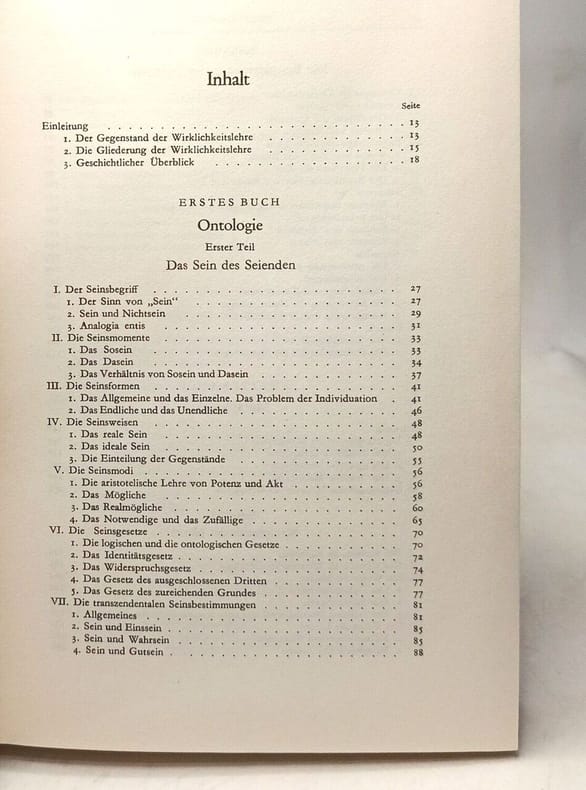 Inhalt
Seite
Einleitung . . . . . . . . . . . . . . . . . . . . . . . 13
1. Der Gegenstand der Wirklichkeitslehre . . . . . . . . . . 13
2. Die Gliederung der Wirklichkeitslehre . . . . . . . . . . 15
3. Geschichtlicher Überblick . . . . . . . . . . . . . . 18
ERSTES BUCH
Ontologie
Erster Teil
Das Sein des Seienden
I. Der Seinsbegriff . . . . . . . . . . . . . . . . . . . 27
1. Der Sinn von „Sein“ . . . . . . . . . . . . . . . . 27
2. Sein und Nichtsein . . . . . . . . . . . . . . . . 29
3. Analogia entis . . . . . . . . . . . . . . . . . . 31
II. Die Seinsmomente . . . . . . . . . . . . . . . . . . 33
1. Das Sosein . . . . . . . . . . . . . . . . . . . 33
2. Das Dasein . . . . . . . . . . . . . . . . . . . 34
3. Das Verhältnis von Sosein und Dasein . . . . . . . . . . . 37
III. Die Seinsformen . . . . . . . . . . . . . . . . . . . 41
1. Das Allgemeine und das Einzelne. Das Problem der Individuation . 41
2. Das Endliche und das Unendliche . . . . . . . . . . . . 46
IV. Die Seinsweisen . . . . . . . . . . . . . . . . . . . 48
1. Das reale Sein . . . . . . . . . . . . . . . . . . 48
2. Das ideale Sein . . . . . . . . . . . . . . . . . . 50
3. Die Einteilung der Gegenstände . . . . . . . . . . . . . 55
V. Die Seinsmodi . . . . . . . . . . . . . . . . . . . . 56
1. Die aristotelische Lehre von Potenz und Akt . . . . . . . . 56
2. Das Mögliche . . . . . . . . . . . . . . . . . . . 58
3. Das Realmögliche . . . . . . . . . . . . . . . . . 60
4. Das Notwendige und das Zufällige . . . . . . . . . . . . 65
VI. Die Seinsgesetze . . . . . . . . . . . . . . . . . . . 70
1. Die logischen und die ontologischen Gesetze . . . . . . . . . 70
2. Das Identitätsgesetz . . . . . . . . . . . . . . . . . 72
3. Das Widerspruchsgesetz . . . . . . . . . . . . . . . . 74
4. Das Gesetz des ausgeschlossenen Dritten . . . . . . . . . . 77
5. Das Gesetz des zureichenden Grundes . . . . . . . . . . . 77
VII. Die transzendentalen Seinsbestimmungen . . . . . . . . . . . 81
1. Allgemeines . . . . . . . . . . . . . . . . . . . . 81
2. Sein und Einssein . . . . . . . . . . . . . . . . . . 85
3. Sein und Wahrsein . . . . . . . . . . . . . . . . . 85
4. Sein und Gutsein . . . . . . . . . . . . . . . . . . 88